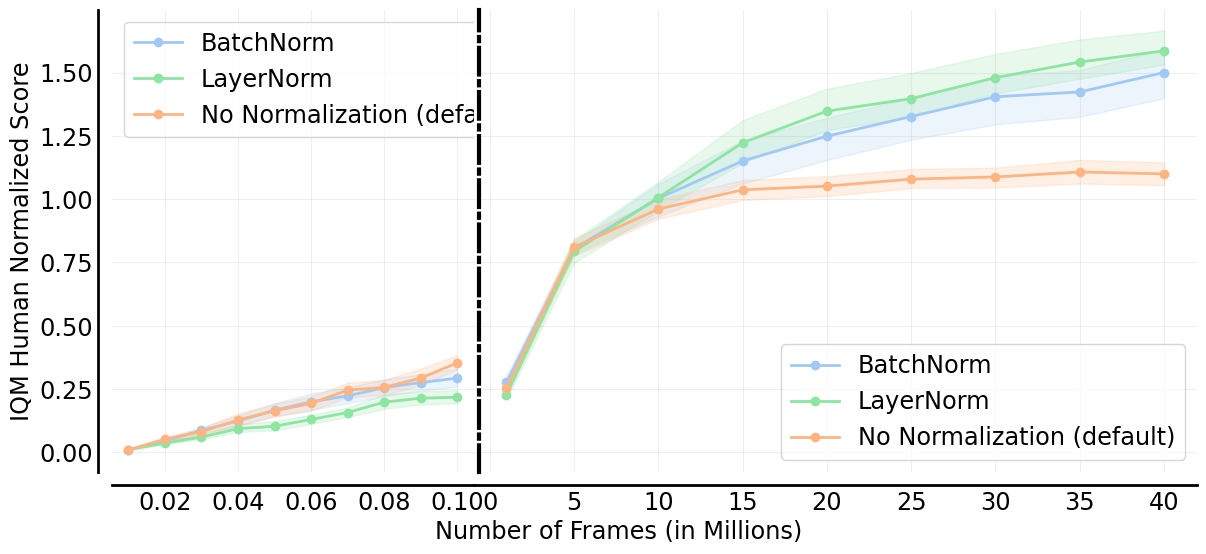 IQM Human Normalized Score
1.50
1.25
1.00
0.75
0.50
0.25
0.00
BatchNorm
LayerNorm
No Normalization (defa
BatchNorm
LayerNorm
No Normalization (default)
0.02 0.04 0.06 0.08 0.100 0 5 10 15 20 25 30 35 40
Number of Frames (in Millions)